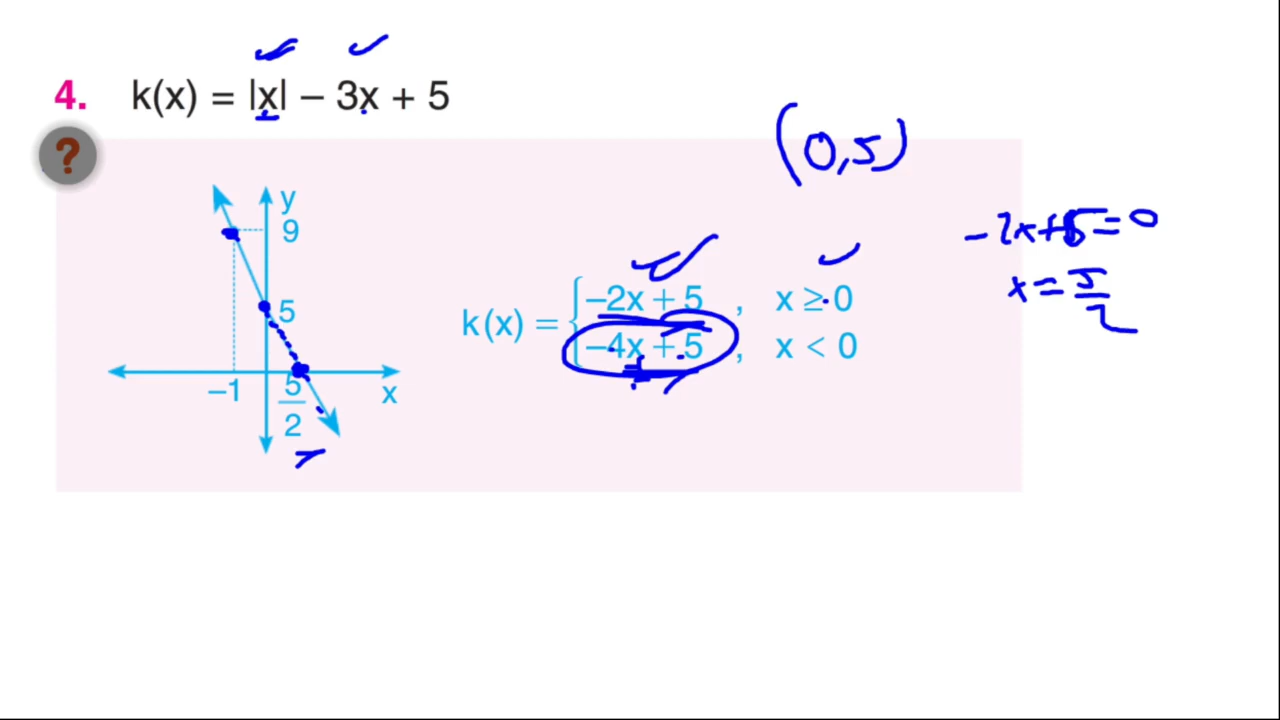 4. k(x) = |x| − 3x + 5
?
(0,5)
y
9
5
−1
5/2
x
k(x) = { −2x + 5 , x ≥ 0
−4x + 5 , x < 0
−2x+5=0
x=5/2